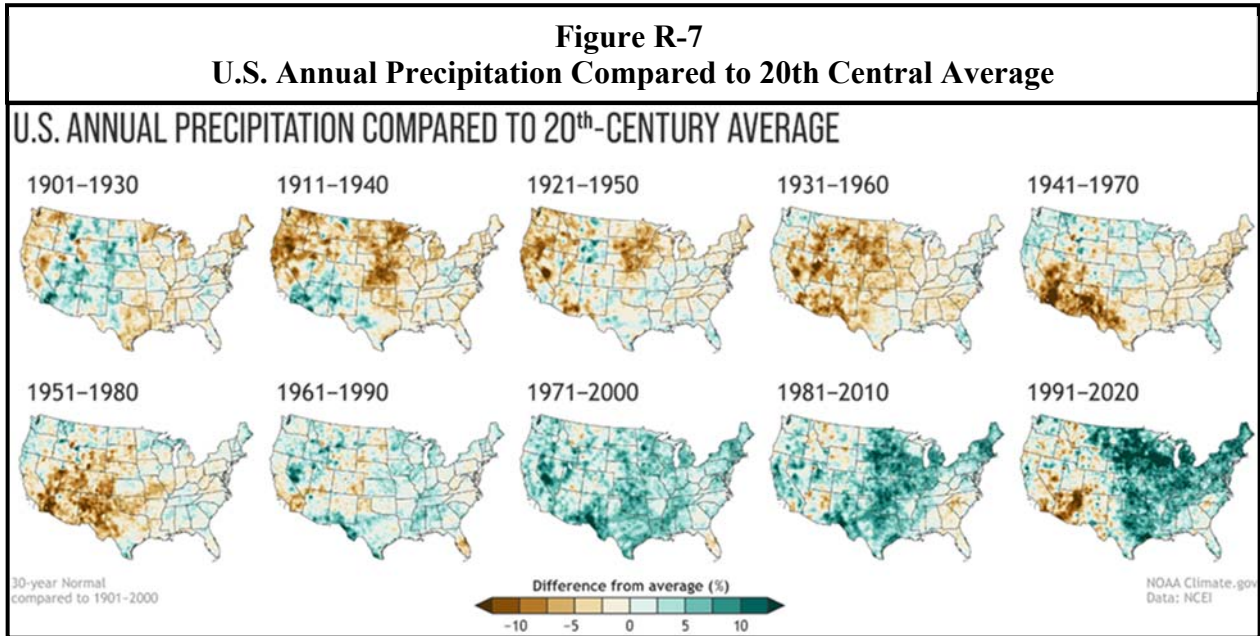 Figure R-7
U.S. Annual Precipitation Compared to 20th Central Average
U.S. ANNUAL PRECIPITATION COMPARED TO 20th-CENTURY AVERAGE
1901–1930 1911–1940 1921–1950 1931–1960 1941–1970
1951–1980 1961–1990 1971–2000 1981–2010 1991–2020
30-year Normal
compared to 1901–2000
Difference from average (%)
-10 -5 0 5 10
NOAA Climate.gov
Data: NCEI